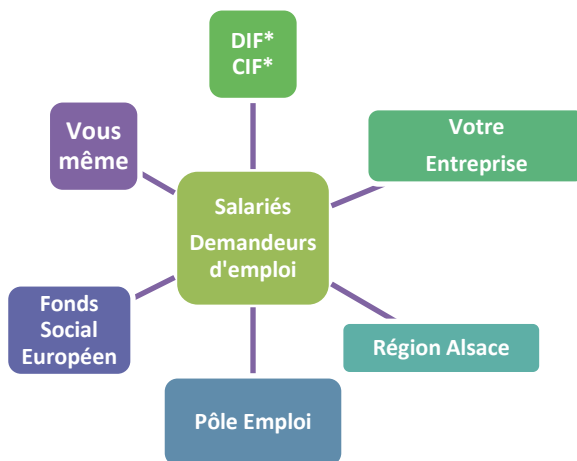 DIF*
CIF*
Vous
même
Votre
Entreprise
Salariés
Demandeurs
d'emploi
Fonds
Social
Européen
Région Alsace
Pôle Emploi